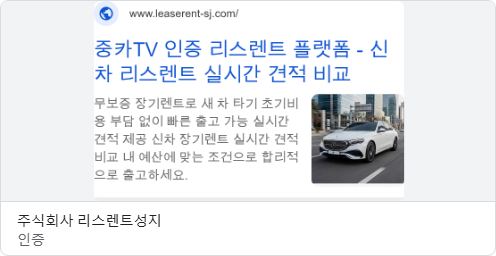 www.leaserent-sj.com/
중카TV 인증 리스렌트 플랫폼 - 신
차 리스렌트 실시간 견적 비교
무보증 장기렌트로 새 차 타기 초기비
용 부담 없이 빠른 출고 가능 실시간
견적 제공 신차 장기렌트 실시간 견적
비교 내 예산에 맞는 조건으로 합리적
으로 출고하세요.
주식회사 리스렌트성지
인증